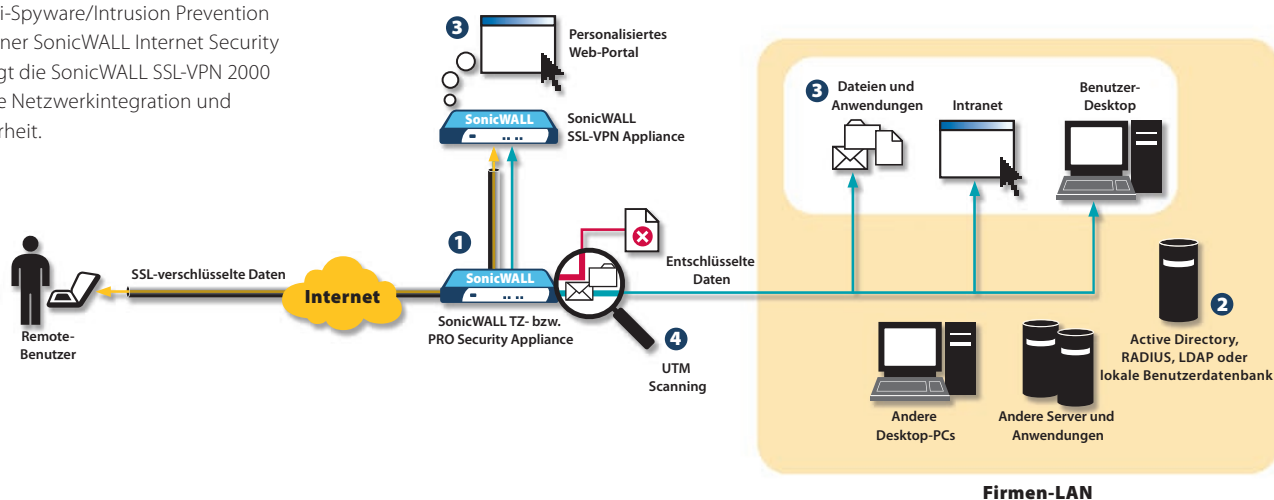 i-Spyware/Intrusion Prevention
ner SonicWALL Internet Security
gt die SonicWALL SSL-VPN 2000
e Netzwerkintegration und
rheit.
3
Personalisiertes
Web-Portal
SonicWALL
SonicWALL
SSL-VPN Appliance
3
Dateien und
Anwendungen
Intranet
Benutzer-
Desktop
1
SSL-verschlüsselte Daten
Internet
SonicWALL
SonicWALL TZ- bzw.
PRO Security Appliance
Entschlüsselte
Daten
4
UTM
Scanning
Remote-
Benutzer
2
Active Directory,
RADIUS, LDAP oder
lokale Benutzerdatenbank
Andere
Desktop-PCs
Andere Server und
Anwendungen
Firmen-LAN